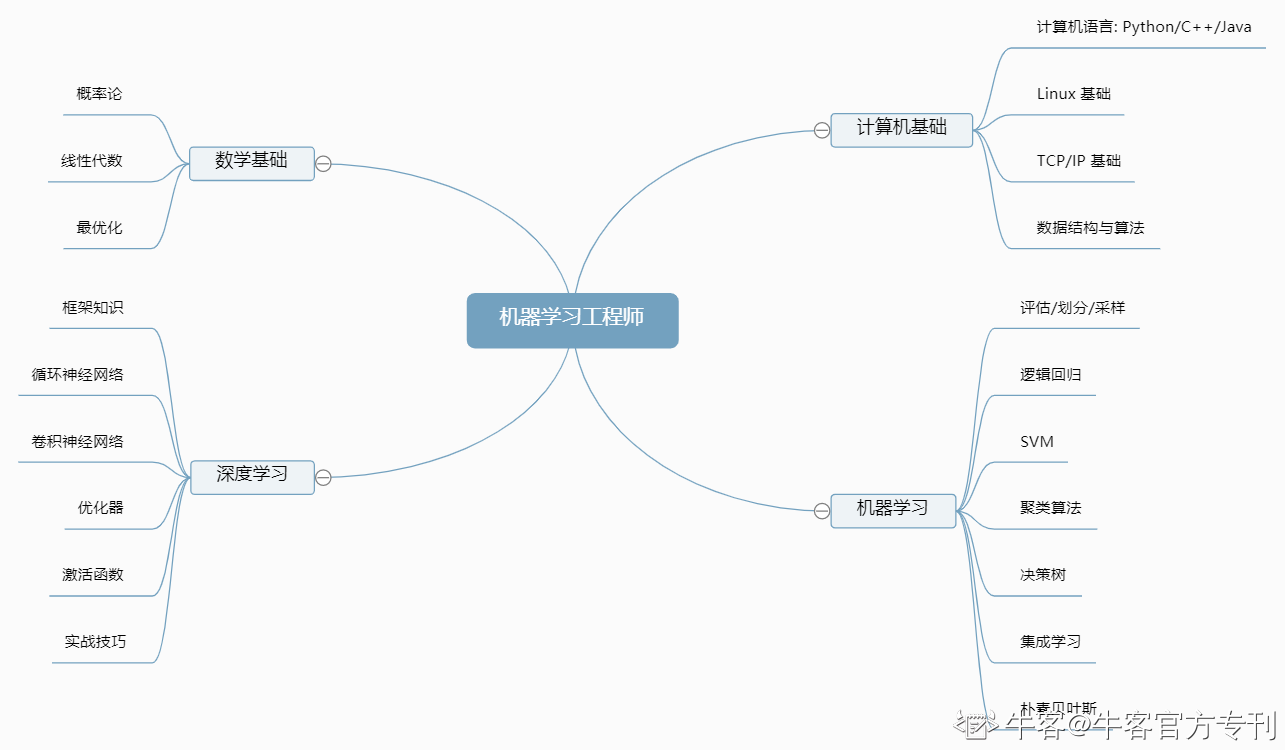 机器学习工程师
数学基础
概率论
线性代数
最优化
深度学习
框架知识
循环神经网络
卷积神经网络
优化器
激活函数
实战技巧
计算机基础
计算机语言: Python/C++/Java
Linux 基础
TCP/IP 基础
数据结构与算法
机器学习
评估/划分/采样
逻辑回归
SVM
聚类算法
决策树
集成学习
朴素贝叶斯
牛客@牛客官方专刊